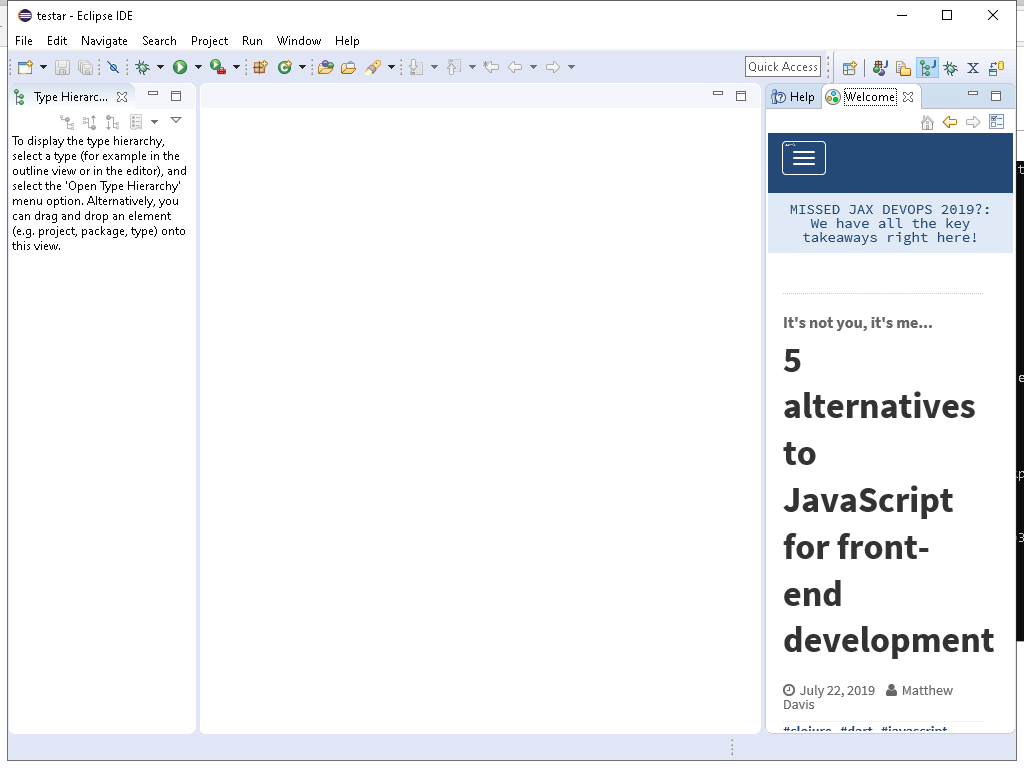 testar - Eclipse IDE
File Edit Navigate Search Project Run Window Help
Quick Access
Type Hierarc...
Help
Welcome
To display the type hierarchy,
select a type (for example in the
outline view or in the editor), and
select the 'Open Type Hierarchy'
menu option. Alternatively, you
can drag and drop an element
(e.g. project, package, type) onto
this view.
MISSED JAX DEVOPS 2019?:
We have all the key
takeaways right here!
It's not you, it's me...
5
alternatives
to
JavaScript
for front-
end
development
July 22, 2019 Matthew
Davis
#clojure #dart #javascript